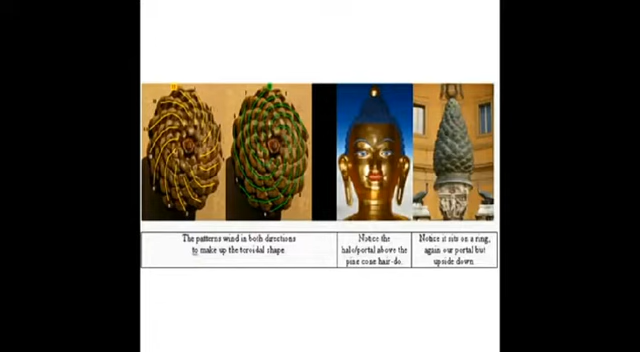 The patterns wind in both directions
to make up the toroidal shape.
Notice the
halo/portal above the
pine cone hair-do.
Notice it sits on a ring,
again our portal but
upside down.